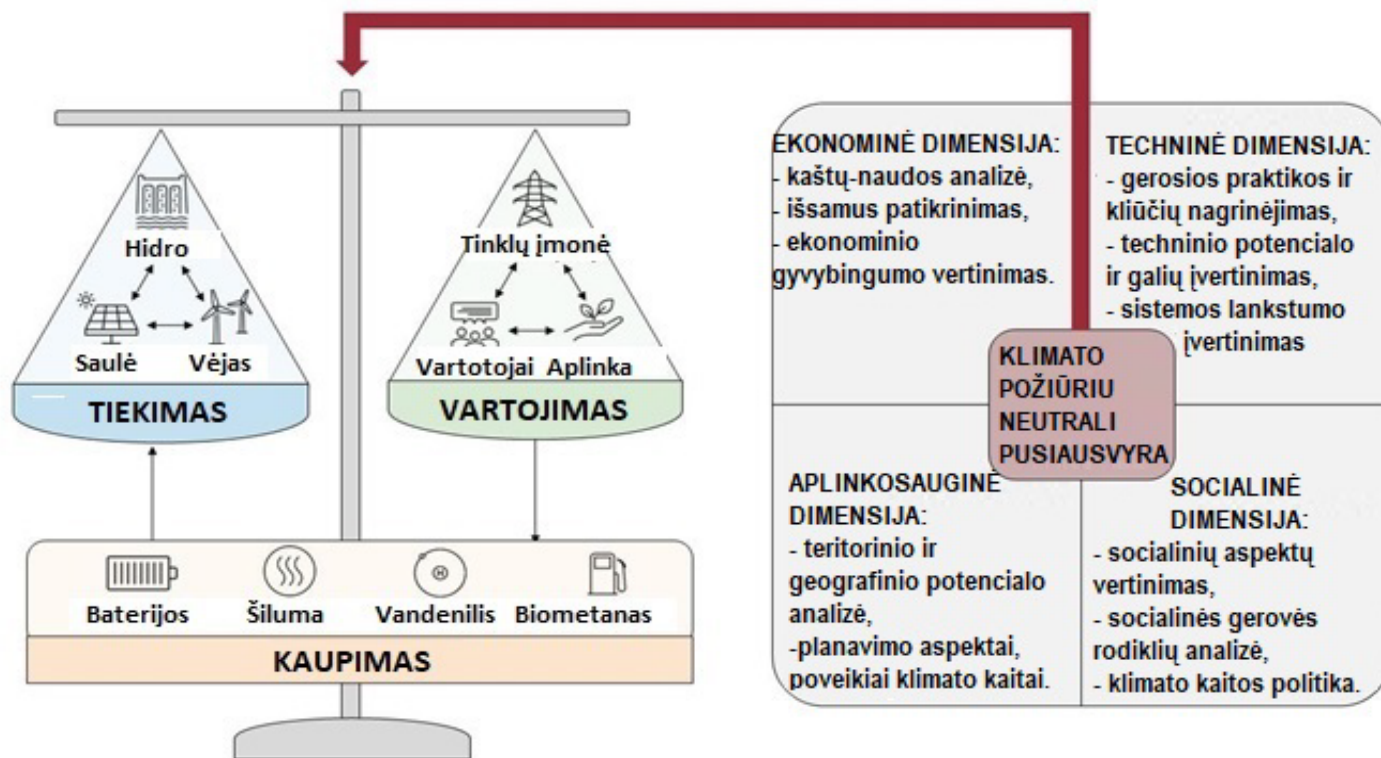 Hidro
Saulė Vėjas
TIEKIMAS
Tinklų įmonė
Vartotojai Aplinka
VARTOJIMAS
Baterijos Šiluma Vandenilis Biometanas
H
KAUPIMAS
EKONOMINĖ DIMENSIJA:
- kaštų-naudos analizė,
- išsamus patikrinimas,
- ekonominio
gyvybingumo vertinimas.
TECHNINĖ DIMENSIJA:
- gerosios praktikos ir
kliūčių nagrinėjimas,
- techninio potencialo
ir galių įvertinimas,
- sistemos lankstumo
įvertinimas
KLIMATO
POŽIŪRIU
NEUTRALI
PUSIAUSVYRA
APLINKOSAUGINĖ
DIMENSIJA:
- teritorinio ir
geografinio potencialo
analizė,
-planavimo aspektai,
poveikiai klimato kaitai.
SOCIALINĖ
DIMENSIJA:
- socialinių aspektų
vertinimas,
- socialinės gerovės
rodiklių analizė,
- klimato kaitos politika.